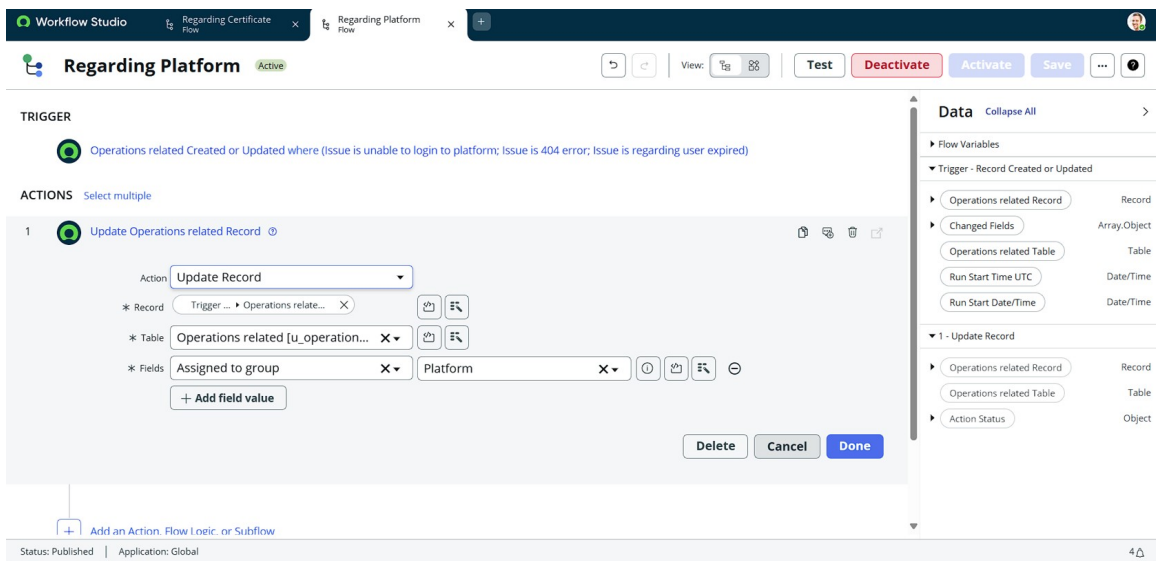 Workflow Studio
Regarding Certificate
Flow
Regarding Platform
Flow
Regarding Platform Active
View: Test Deactivate Activate Save
TRIGGER
Operations related Created or Updated where (Issue is unable to login to platform; Issue is 404 error; Issue is regarding user expired)
ACTIONS Select multiple
1 Update Operations related Record
Action Update Record
* Record Trigger ... ▸ Operations relate... X
* Table Operations related [u_operation... X
* Fields Assigned to group X Platform X
+ Add field value
Delete Cancel Done
+ Add an Action, Flow Logic, or Subflow
Data Collapse All
Flow Variables
Trigger - Record Created or Updated
Operations related Record Record
Changed Fields Array.Object
Operations related Table Table
Run Start Time UTC Date/Time
Run Start Date/Time Date/Time
1 - Update Record
Operations related Record Record
Operations related Table Table
Action Status Object
Status: Published | Application: Global 4